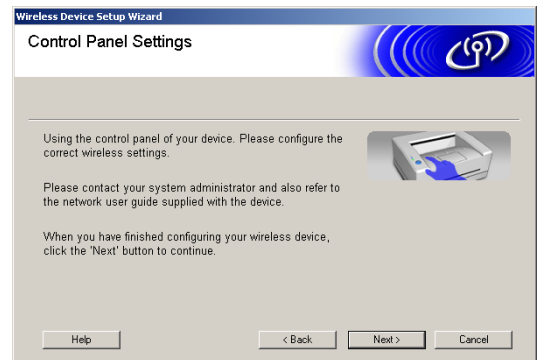 Wireless Device Setup Wizard
Control Panel Settings
Using the control panel of your device. Please configure the
correct wireless settings.
Please contact your system administrator and also refer to
the network user guide supplied with the device.
When you have finished configuring your wireless device,
click the 'Next' button to continue.
Help
< Back
Next >
Cancel